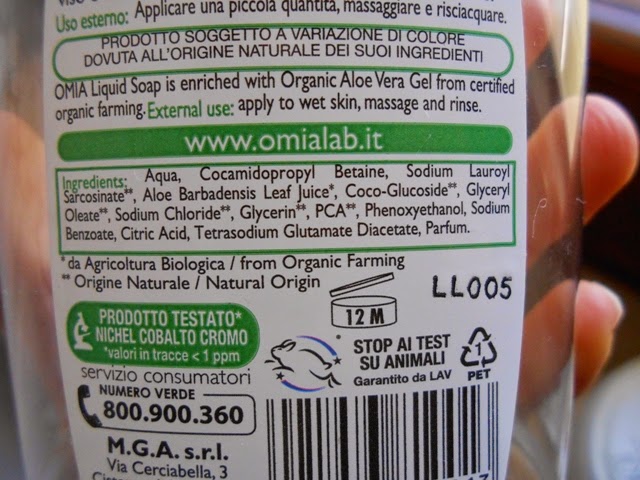 Uso esterno: Applicare una piccola quantità, massaggiare e risciacquare.
PRODOTTO SOGGETTO A VARIAZIONE DI COLORE
DOVUTA ALL'ORIGINE NATURALE DEI SUOI INGREDIENTI
OMIA Liquid Soap is enriched with Organic Aloe Vera Gel from certified
organic farming. External use: apply to wet skin, massage and rinse.
www.omialab.it
Ingredients: Aqua, Cocamidopropyl Betaine, Sodium Lauroyl
Sarcosinate**, Aloe Barbadensis Leaf Juice*, Coco-Glucoside**, Glyceryl
Oleate**, Sodium Chloride**, Glycerin**, PCA**, Phenoxyethanol, Sodium
Benzoate, Citric Acid, Tetrasodium Glutamate Diacetate, Parfum.
* da Agricoltura Biologica / from Organic Farming
** Origine Naturale / Natural Origin
LL005
12 M
PRODOTTO TESTATO*
NICHEL COBALTO CROMO
*valori in tracce < 1 ppm
STOP AI TEST
SU ANIMALI
Garantito da LAV
1
PET
servizio consumatori
NUMERO VERDE
800.900.360
M.G.A. s.r.l.
Via Cerciabella, 3